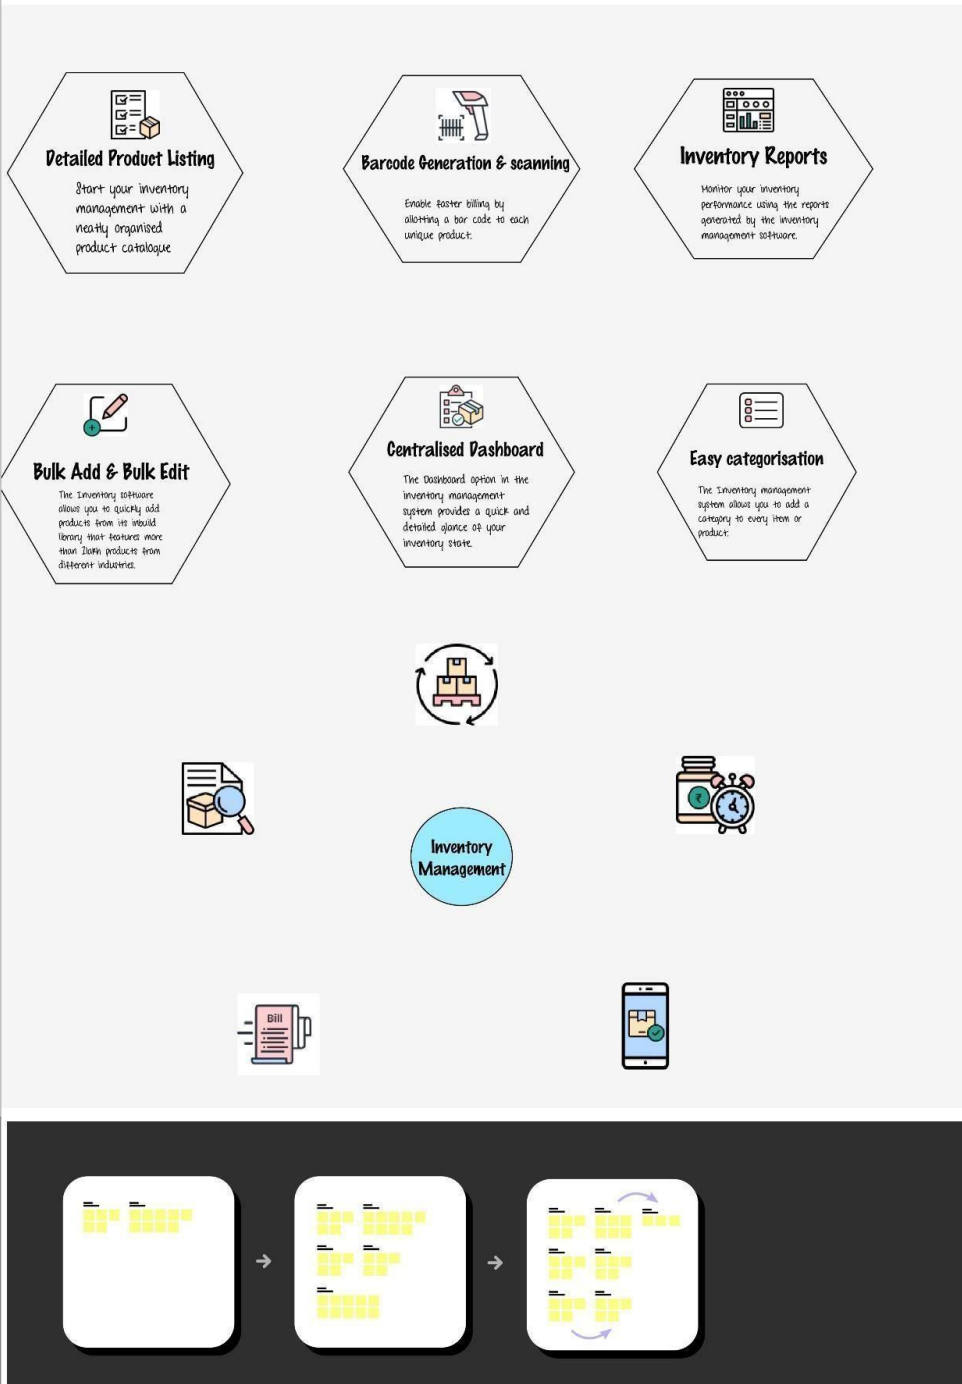 Detailed Product Listing
Start your inventory
management with a
neatly organised
product catalogue
Barcode Generation & scanning
Enable faster billing by
allotting a bar code to each
unique product.
Inventory Reports
Monitor your inventory
performance using the reports
generated by the inventory
management software.
Bulk Add & Bulk Edit
The Inventory software
allows you to quickly add
products from its inbuild
library that features more
than products from
different industries.
Centralised Dashboard
The Dashboard option in the
inventory management
system provides a quick and
detailed glance of your
inventory state.
Easy categorisation
The Inventory management
system allows you to add a
category to every item or
product.
₹
Inventory
Management
Bill